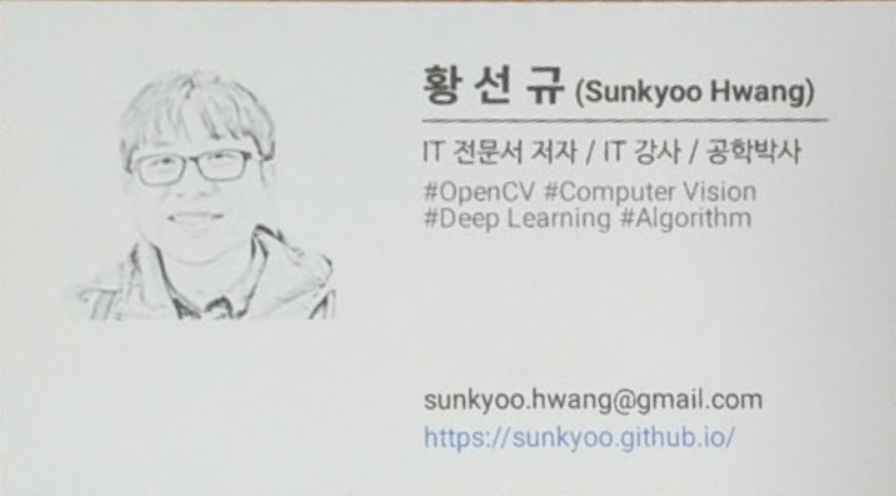 황 선 규 (Sunkyoo Hwang)
IT 전문서 저자 / IT 강사 / 공학박사
#OpenCV #Computer Vision
#Deep Learning #Algorithm
sunkyoo.hwang@gmail.com
https://sunkyoo.github.io/